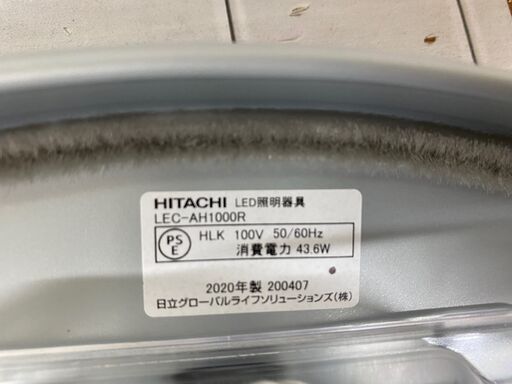 HITACHI LED照明器具
LEC-AH1000R
PS E HLK 100V 50/60Hz
消費電力 43.6W
2020年製 200407
日立グローバルライフソリューションズ(株)